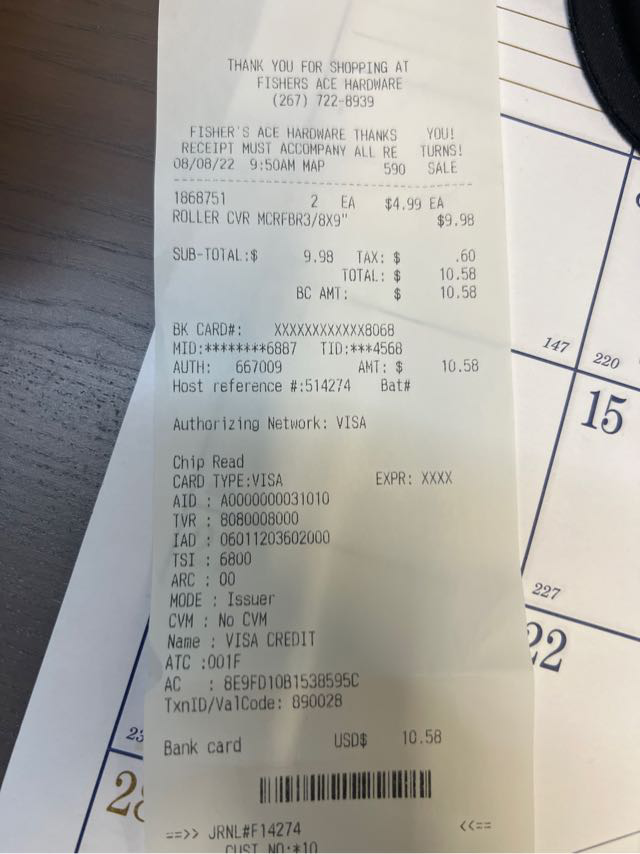 THANK YOU FOR SHOPPING AT
FISHERS ACE HARDWARE
(267) 722-8939
FISHER'S ACE HARDWARE THANKS YOU!
RECEIPT MUST ACCOMPANY ALL RE TURNS!
08/08/22 9:50AM MAP 590 SALE
1868751 2 EA $4.99 EA
ROLLER CVR MCRFBR3/8X9" $9.98
SUB-TOTAL:$ 9.98 TAX: $ .60
TOTAL: $ 10.58
BC AMT: $ 10.58
BK CARD#: XXXXXXXXXXXX8068
MID:********6887 TID:***4568
AUTH: 667009 AMT: $ 10.58
Host reference #:514274 Bat#
Authorizing Network: VISA
Chip Read
CARD TYPE:VISA EXPR: XXXX
AID : A0000000031010
TVR : 8080008000
IAD : 06011203602000
TSI : 6800
ARC : 00
MODE : Issuer
CVM : No CVM
Name : VISA CREDIT
ATC :001F
AC : 8E9FD10B1538595C
TxnID/ValCode: 890028
Bank card USD$ 10.58
==>> JRNL#F14274 <<==
CUST NO:*10
147
220
15
227
22
28